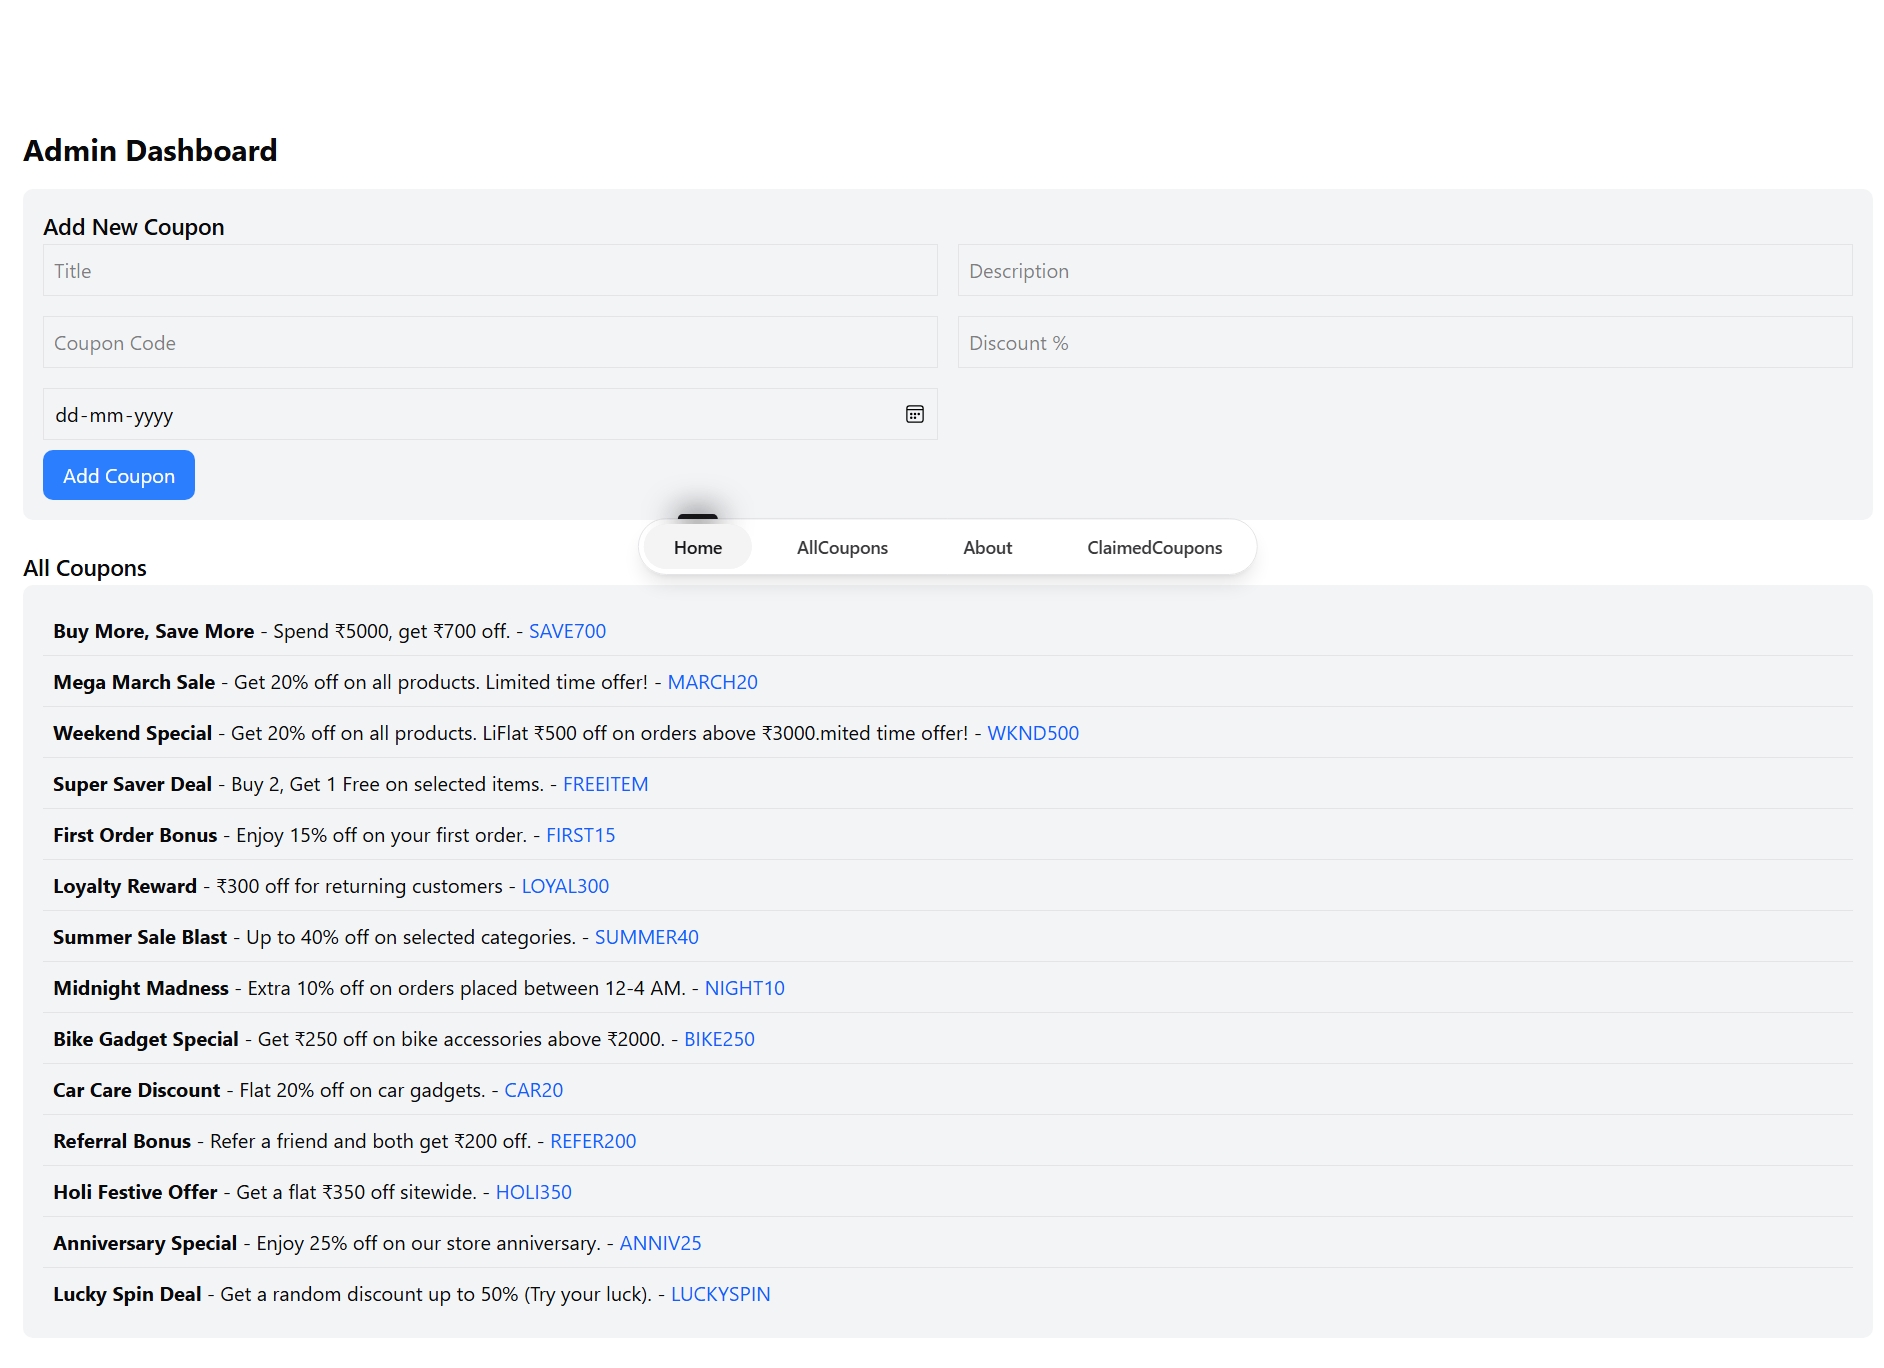 Admin Dashboard
Add New Coupon
Title
Description
Coupon Code
Discount %
dd-mm-yyyy
Add Coupon
Home AllCoupons About ClaimedCoupons
All Coupons
Buy More, Save More - Spend ₹5000, get ₹700 off. - SAVE700
Mega March Sale - Get 20% off on all products. Limited time offer! - MARCH20
Weekend Special - Get 20% off on all products. LiFlat ₹500 off on orders above ₹3000.mited time offer! - WKND500
Super Saver Deal - Buy 2, Get 1 Free on selected items. - FREEITEM
First Order Bonus - Enjoy 15% off on your first order. - FIRST15
Loyalty Reward - ₹300 off for returning customers - LOYAL300
Summer Sale Blast - Up to 40% off on selected categories. - SUMMER40
Midnight Madness - Extra 10% off on orders placed between 12-4 AM. - NIGHT10
Bike Gadget Special - Get ₹250 off on bike accessories above ₹2000. - BIKE250
Car Care Discount - Flat 20% off on car gadgets. - CAR20
Referral Bonus - Refer a friend and both get ₹200 off. - REFER200
Holi Festive Offer - Get a flat ₹350 off sitewide. - HOLI350
Anniversary Special - Enjoy 25% off on our store anniversary. - ANNIV25
Lucky Spin Deal - Get a random discount up to 50% (Try your luck). - LUCKYSPIN